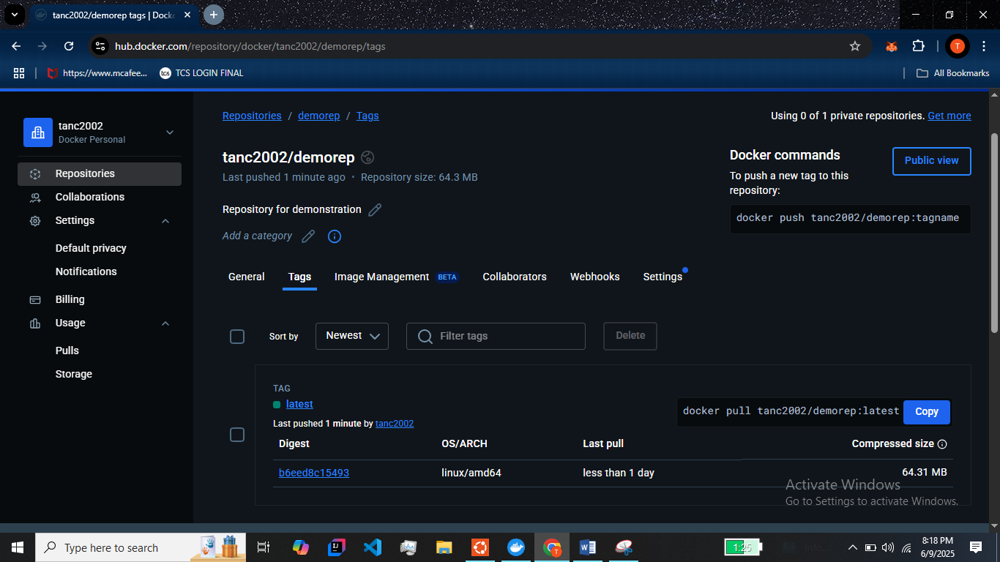 tanc2002/demorep tags | Docke
hub.docker.com/repository/docker/tanc2002/demorep/tags
T
https://www.mcafee...
tcs
TCS LOGIN FINAL
All Bookmarks
tanc2002
Docker Personal
Repositories
Collaborations
Settings
Default privacy
Notifications
Billing
Usage
Pulls
Storage
Repositories / demorep / Tags
Using 0 of 1 private repositories. Get more
tanc2002/demorep
Last pushed 1 minute ago • Repository size: 64.3 MB
Repository for demonstration
Add a category
Docker commands
Public view
To push a new tag to this
repository:
docker push tanc2002/demorep:tagname
General Tags Image Management BETA Collaborators Webhooks Settings
Sort by Newest Filter tags Delete
TAG
latest
Last pushed 1 minute by tanc2002
docker pull tanc2002/demorep:latest Copy
Digest OS/ARCH Last pull Compressed size
b6eed8c15493 linux/amd64 less than 1 day 64.31 MB
Activate Windows
Go to Settings to activate Windows.
Type here to search
1:25
8:18 PM
6/9/2025